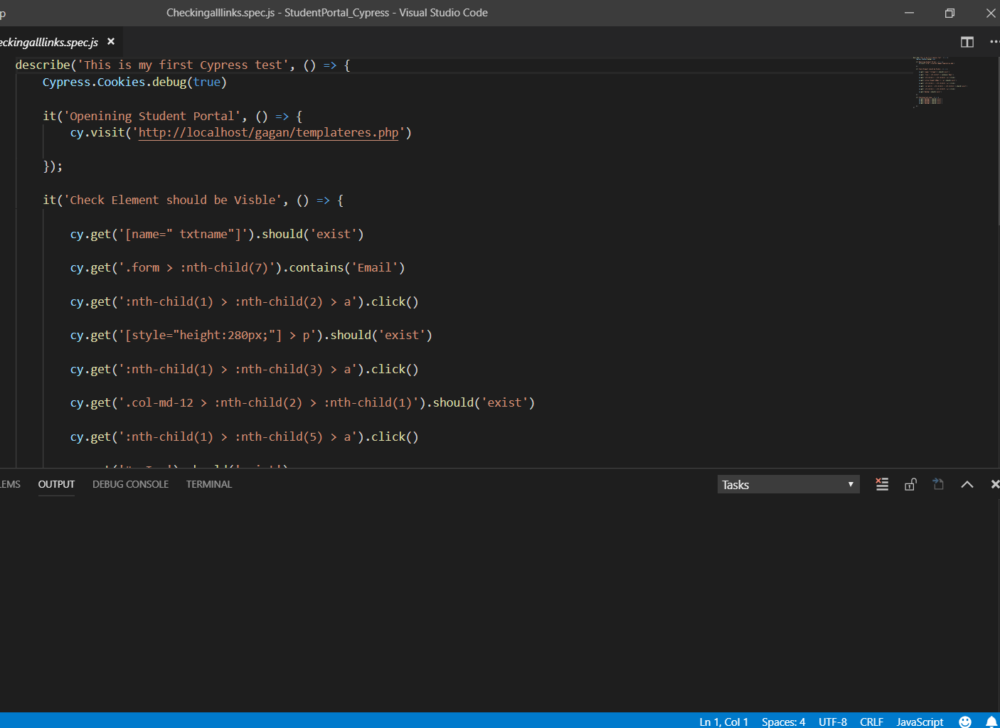 p
Checkingalllinks.spec.js - StudentPortal_Cypress - Visual Studio Code
eckingalllinks.spec.js
describe('This is my first Cypress test', () => {
Cypress.Cookies.debug(true)
it('Openining Student Portal', () => {
cy.visit('http://localhost/gagan/templateres.php')
});
it('Check Element should be Visble', () => {
cy.get('[name=" txtname"]').should('exist')
cy.get('.form > :nth-child(7)').contains('Email')
cy.get(':nth-child(1) > :nth-child(2) > a').click()
cy.get('[style="height:280px;"] > p').should('exist')
cy.get(':nth-child(1) > :nth-child(3) > a').click()
cy.get('.col-md-12 > :nth-child(2) > :nth-child(1)').should('exist')
cy.get(':nth-child(1) > :nth-child(5) > a').click()
LEMS OUTPUT DEBUG CONSOLE TERMINAL Tasks
Ln 1, Col 1 Spaces: 4 UTF-8 CRLF JavaScript